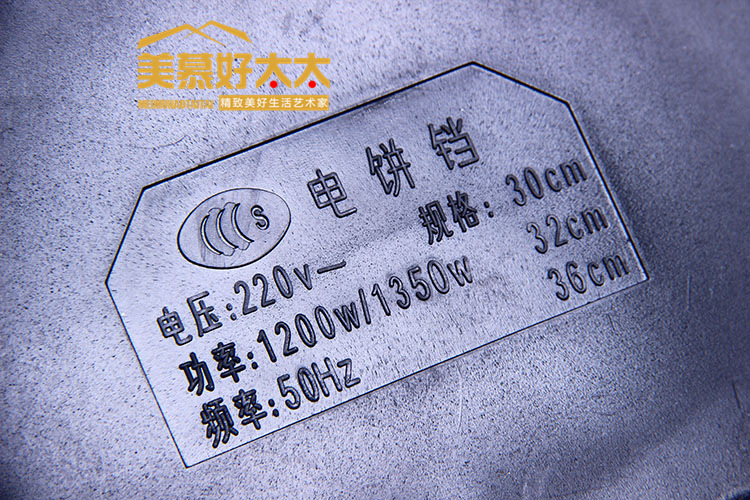 美慕好太太
精致美好生活艺术家
电饼铛
S
规格: 30cm
电压:220v—
32cm
功率:1200w/1350w
36cm
频率:50Hz